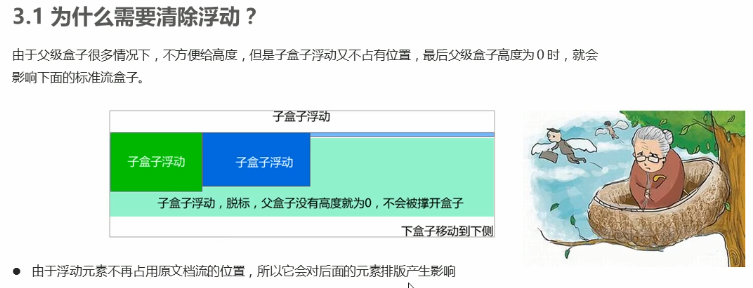 3.1 为什么需要清除浮动？
由于父级盒子很多情况下，不方便给高度，但是子盒子浮动又不占有位置，最后父级盒子高度为 0 时，就会
影响下面的标准流盒子。
子盒子浮动
子盒子浮动
子盒子浮动
子盒子浮动，脱标，父盒子没有高度就为0，不会被撑开盒子
下盒子移动到下侧
● 由于浮动元素不再占用原文档流的位置，所以它会对后面的元素排版产生影响